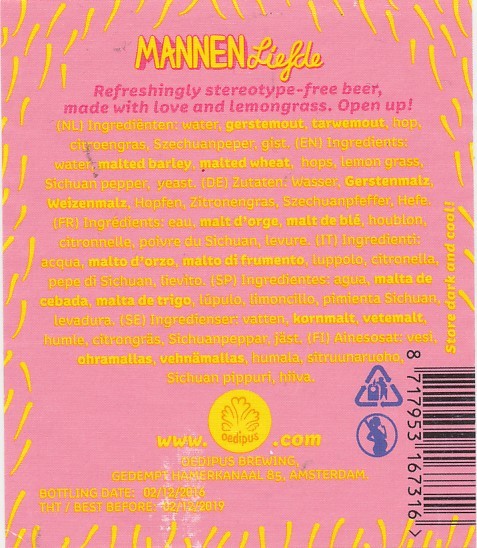 MANNEN Liefde
Refreshingly stereotype-free beer,
made with love and lemongrass. Open up!
(NL) Ingrediënten: water, gerstemout, tarwemout, hop,
citroengras, Szechuanpeper, gist. (EN) Ingredients:
water, malted barley, malted wheat, hops, lemon grass,
Sichuan pepper, yeast. (DE) Zutaten: Wasser, Gerstenmalz,
Weizenmalz, Hopfen, Zitronengras, Szechuanpfeffer, Hefe.
(FR) Ingrédients: eau, malt d'orge, malt de blé, houblon,
citronnelle, poivre du Sichuan, levure. (IT) Ingredienti:
acqua, malto d'orzo, malto di frumento, luppolo, citronella,
pepe di Sichuan, lievito. (SP) Ingredientes: agua, malta de
cebada, malta de trigo, lúpulo, limoncillo, pimienta Sichuan,
levadura. (SE) Ingredienser: vatten, kornmalt, vetemalt,
humle, citrongräs, Sichuanpeppar, jäst. (FI) Ainesosat: vesi,
ohramallas, vehnämallas, humala, sitruunaruoho,
Sichuan pippuri, hiiva.
Store dark and cool!
www. Oedipus .com
OEDIPUS BREWING,
GEDEMPT HAMERKANAAL 85, AMSTERDAM.
BOTTLING DATE: 02/12/2016
THT / BEST BEFORE: 02/12/2019
8 717953 167316 >